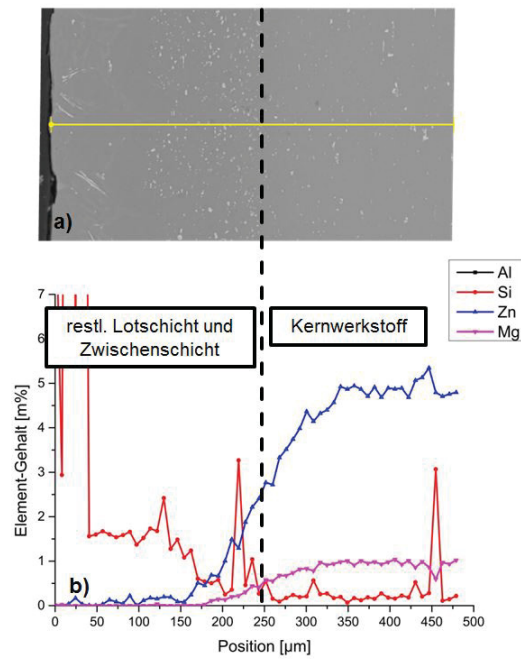 a)
Al
Si
Zn
Mg
restl. Lotschicht und
Zwischenschicht
Kernwerkstoff
7
6
5
4
3
2
1
0
Element-Gehalt [m%]
b)
0 50 100 150 200 250 300 350 400 450 500
Position [µm]